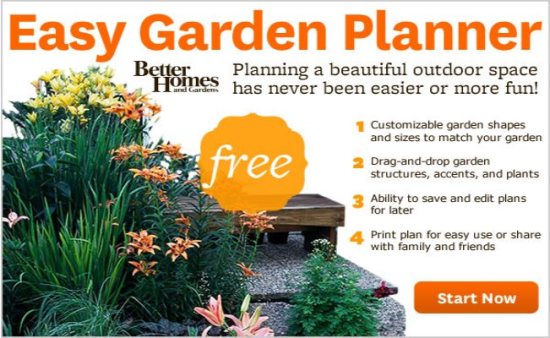 Easy Garden Planner
Better
Homes
and Gardens
Planning a beautiful outdoor space
has never been easier or more fun!
free
1 Customizable garden shapes
and sizes to match your garden
2 Drag-and-drop garden
structures, accents, and plants
3 Ability to save and edit plans
for later
4 Print plan for easy use or share
with family and friends
Start Now